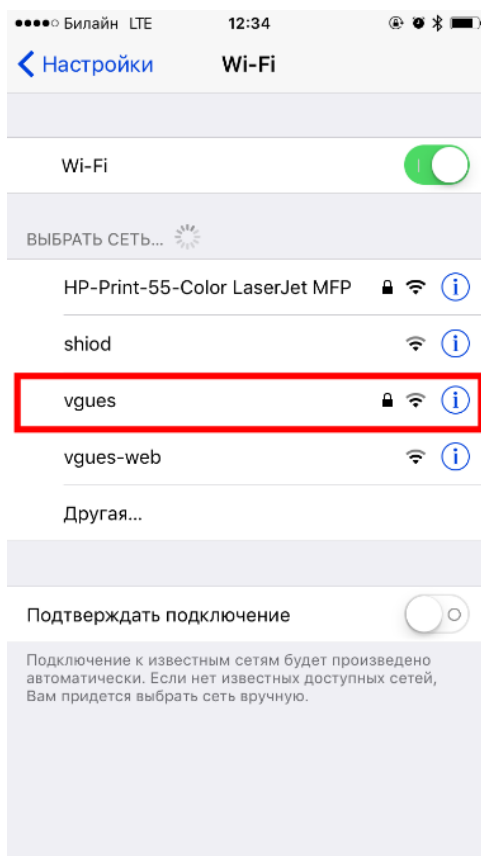 Билайн LTE 12:34
Настройки Wi-Fi
Wi-Fi
ВЫБРАТЬ СЕТЬ...
HP-Print-55-Color LaserJet MFP
shiod
vgues
vgues-web
Другая...
Подтверждать подключение
Подключение к известным сетям будет произведено
автоматически. Если нет известных доступных сетей,
Вам придется выбрать сеть вручную.